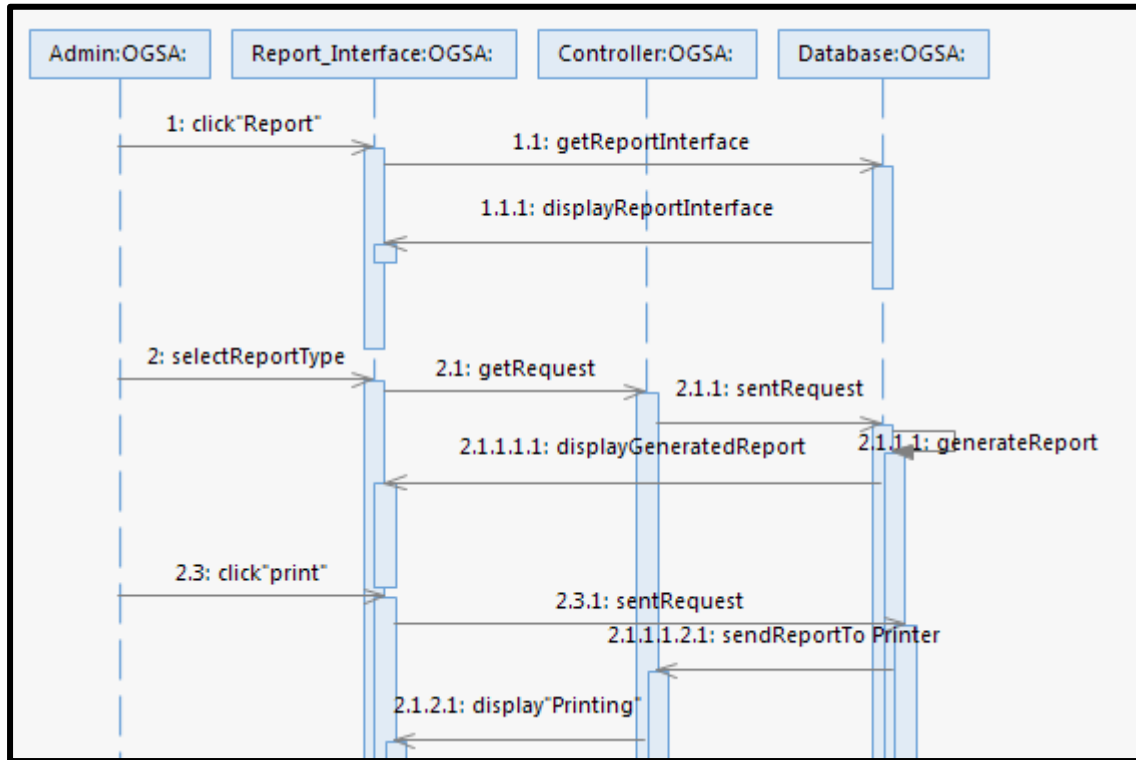 Admin:OGSA:
Report_Interface:OGSA:
Controller:OGSA:
Database:OGSA:
1: click"Report"
1.1: getReportInterface
1.1.1: displayReportInterface
2: selectReportType
2.1: getRequest
2.1.1: sentRequest
2.1.1.1.1: displayGeneratedReport
2.1.1.1: generateReport
2.3: click"print"
2.3.1: sentRequest
2.1.1.1.2.1: sendReportTo Printer
2.1.2.1: display"Printing"